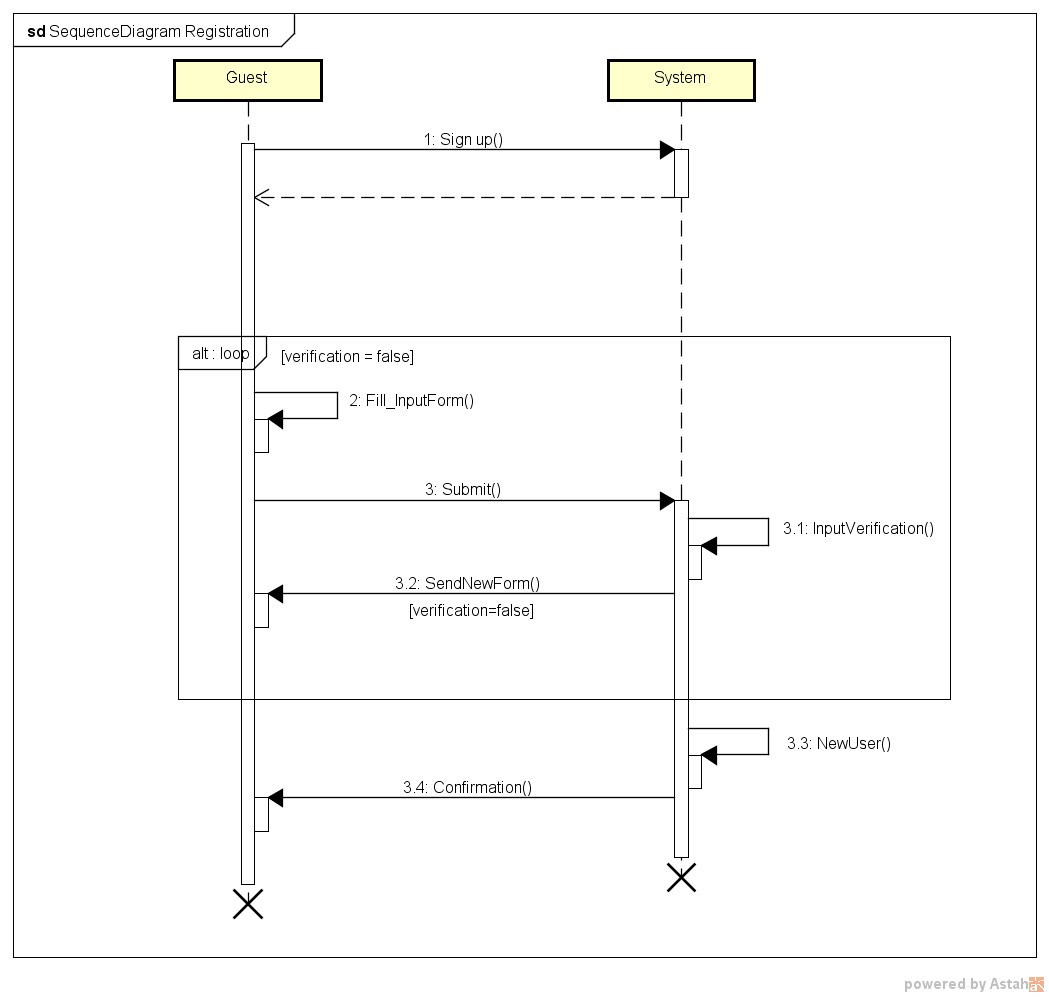 sd SequenceDiagram Registration
Guest
System
1: Sign up()
alt : loop
[verification = false]
2: Fill_InputForm()
3: Submit()
3.1: InputVerification()
3.2: SendNewForm()
[verification=false]
3.3: NewUser()
3.4: Confirmation()
powered by Astah